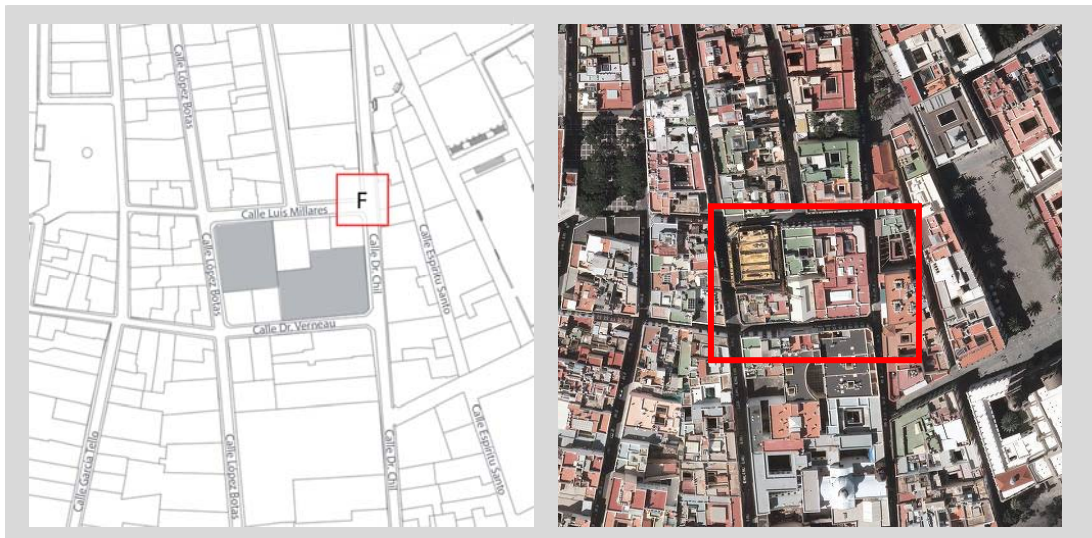 Calle López Botas
F
Calle Luis Millares
Calle López Botas
Calle Dr. Chil
Calle Espíritu Santo
Calle Dr. Verneau
Calle García Tello
Calle López Botas
Calle Dr. Chil
Calle Espíritu Santo